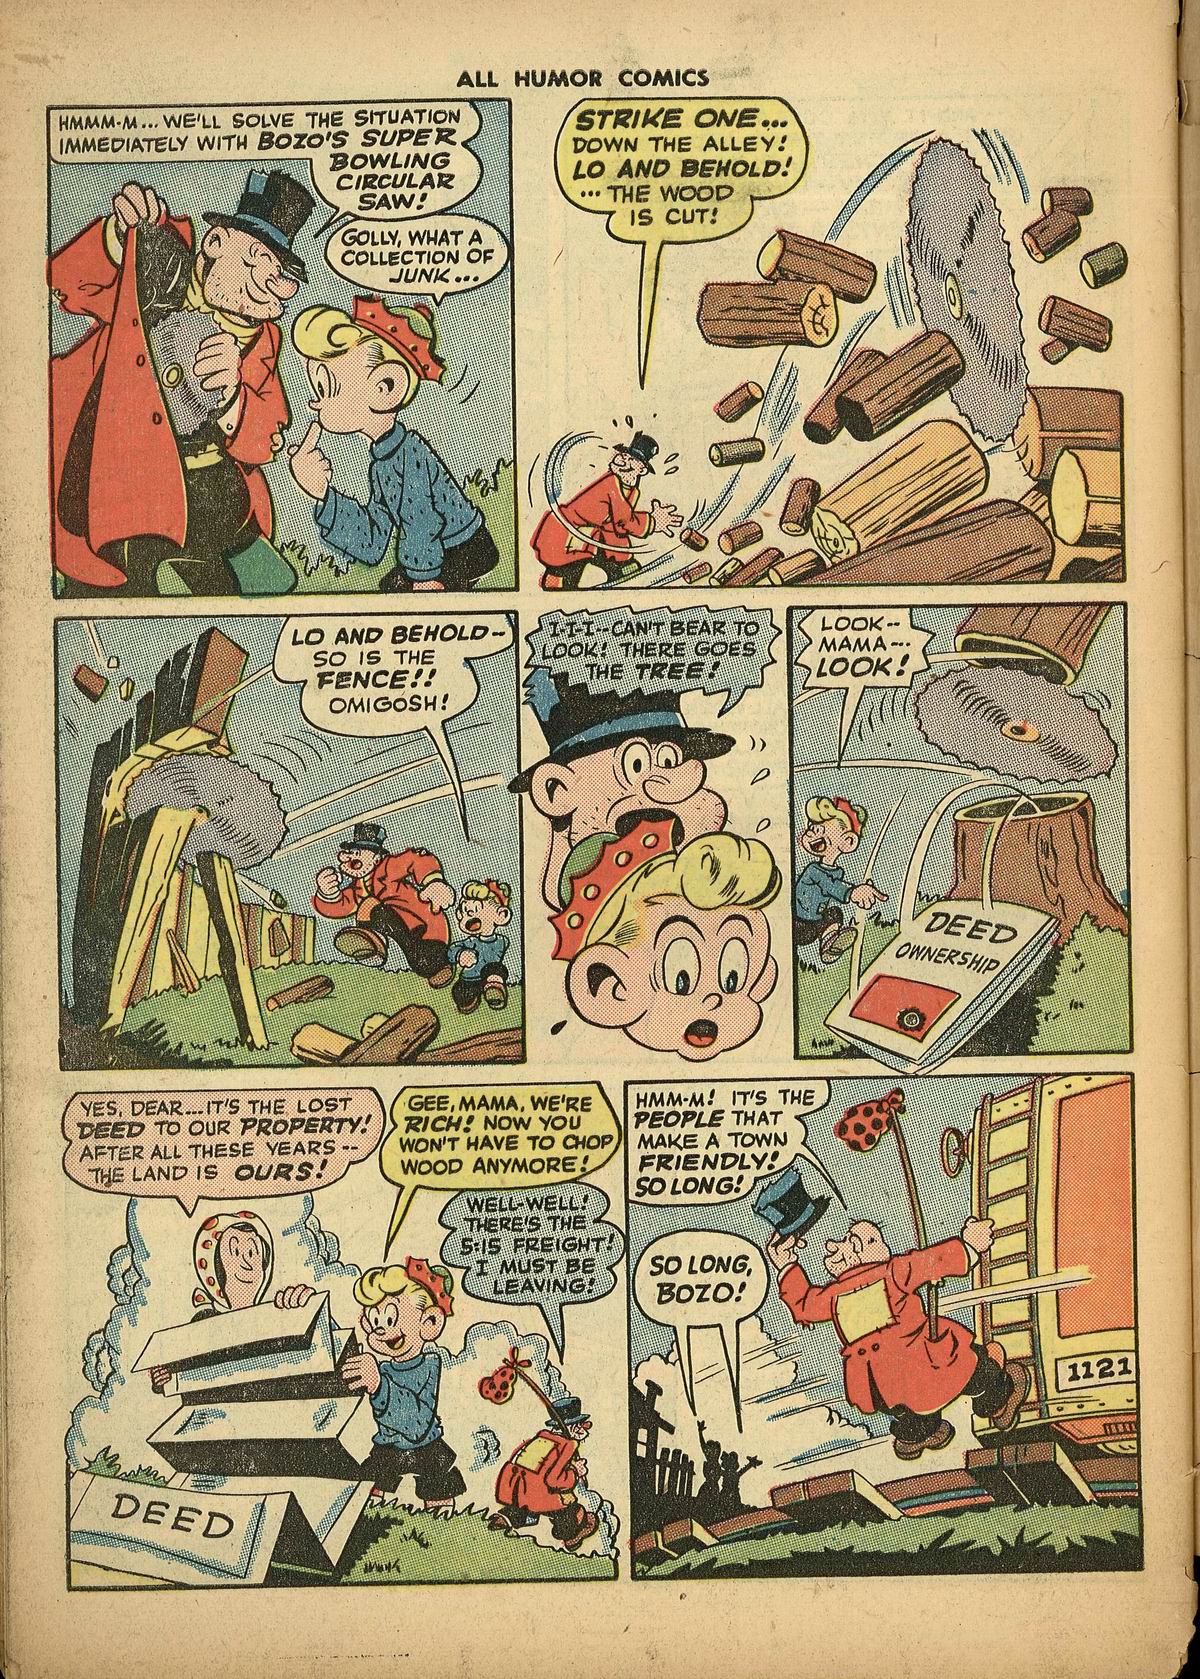 ALL HUMOR COMICS
HMMM-M... WE'LL SOLVE THE SITUATION
IMMEDIATELY WITH BOZO'S SUPER
BOWLING
CIRCULAR
SAW!
GOLLY, WHAT A
COLLECTION OF
JUNK...
STRIKE ONE...
DOWN THE ALLEY!
LO AND BEHOLD!
... THE WOOD
IS CUT!
LO AND BEHOLD--
SO IS THE
FENCE!!
OMIGOSH!
I-I-I--CAN'T BEAR TO
LOOK! THERE GOES
THE TREE!
LOOK--
MAMA--
LOOK!
DEED
OWNERSHIP
YES, DEAR...IT'S THE LOST
DEED TO OUR PROPERTY!
AFTER ALL THESE YEARS--
THE LAND IS OURS!
GEE, MAMA, WE'RE
RICH! NOW YOU
WON'T HAVE TO CHOP
WOOD ANYMORE!
WELL-WELL!
THERE'S THE
5:15 FREIGHT!
I MUST BE
LEAVING!
DEED
HMM-M! IT'S THE
PEOPLE THAT
MAKE A TOWN
FRIENDLY!
SO LONG!
SO LONG,
BOZO!
1121